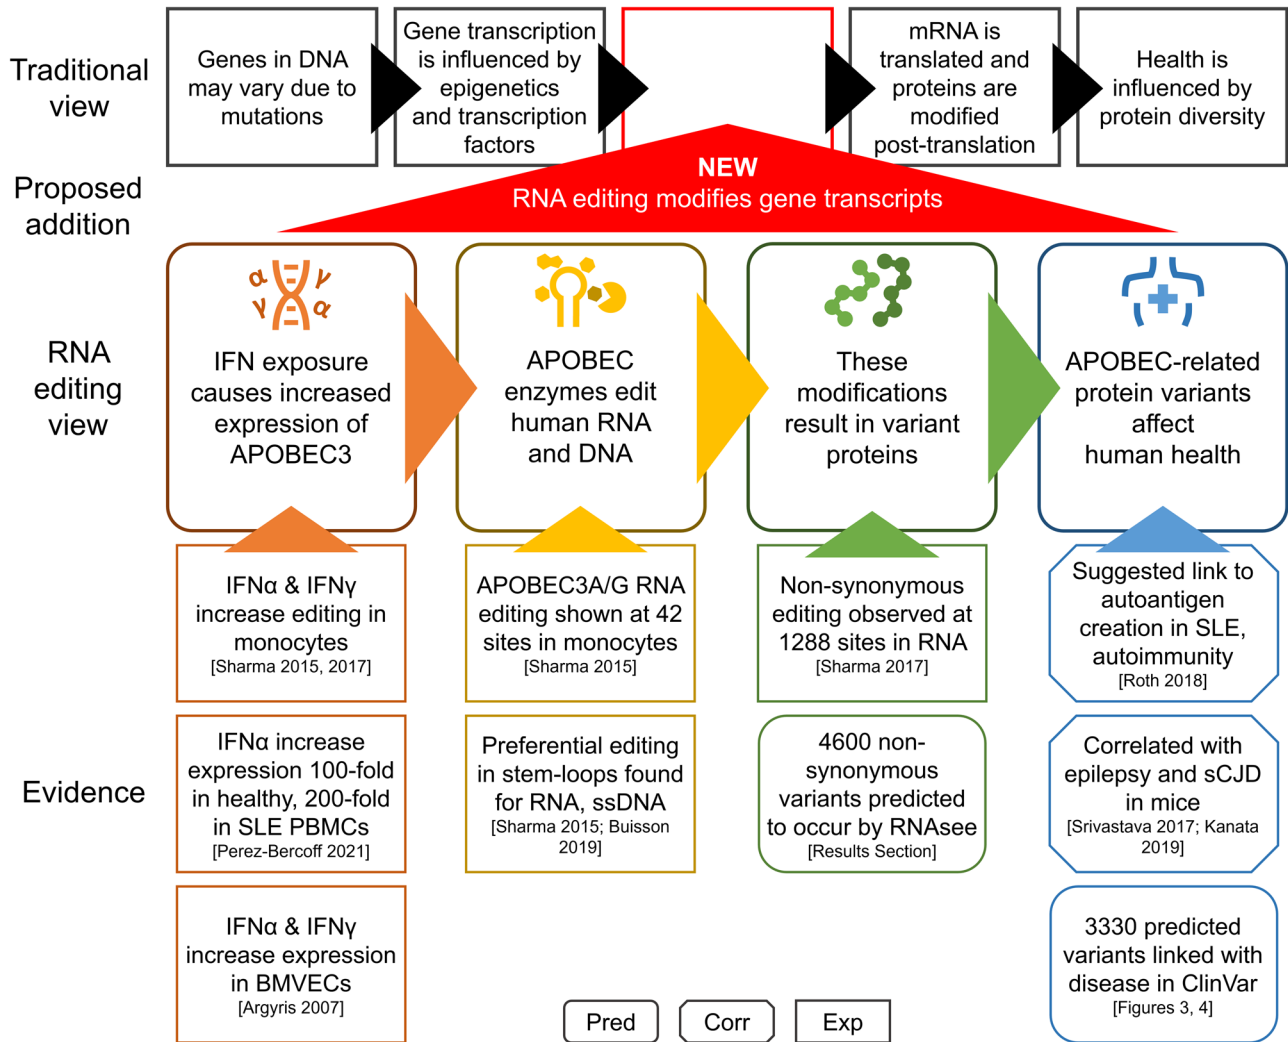 Traditional
view
Genes in DNA
may vary due to
mutations
Gene transcription
is influenced by
epigenetics
and transcription
factors
mRNA is
translated and
proteins are
modified
post-translation
Health is
influenced by
protein diversity
Proposed
addition
NEW
RNA editing modifies gene transcripts
RNA
editing
view
α γ
γ α
IFN exposure
causes increased
expression of
APOBEC3
APOBEC
enzymes edit
human RNA
and DNA
These
modifications
result in variant
proteins
APOBEC-related
protein variants
affect
human health
Evidence
IFNα & IFNγ
increase editing in
monocytes
[Sharma 2015, 2017]
APOBEC3A/G RNA
editing shown at 42
sites in monocytes
[Sharma 2015]
Non-synonymous
editing observed at
1288 sites in RNA
[Sharma 2017]
Suggested link to
autoantigen
creation in SLE,
autoimmunity
[Roth 2018]
IFNα increase
expression 100-fold
in healthy, 200-fold
in SLE PBMCs
[Perez-Bercoff 2021]
Preferential editing
in stem-loops found
for RNA, ssDNA
[Sharma 2015; Buisson
2019]
4600 non-
synonymous
variants predicted
to occur by RNAsee
[Results Section]
Correlated with
epilepsy and sCJD
in mice
[Srivastava 2017; Kanata
2019]
IFNα & IFNγ
increase expression
in BMVECs
[Argyris 2007]
3330 predicted
variants linked with
disease in ClinVar
[Figures 3, 4]
Pred
Corr
Exp